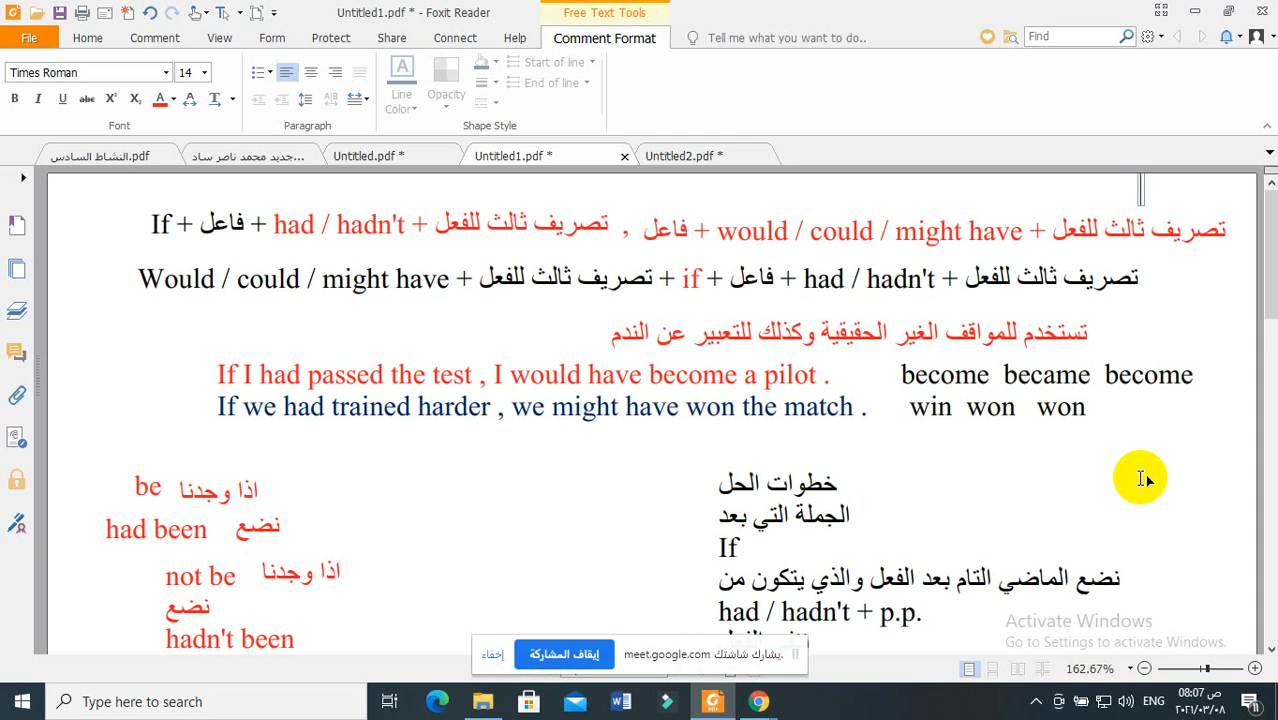 Untitled1.pdf * - Foxit Reader
Free Text Tools
File Home Comment View Form Protect Share Connect Help Comment Format Tell me what you want to do.. Find
Times Roman 14
Line Color
Opacity
Start of line
End of line
Font Paragraph Shape Style
النشاط السادس.pdf جديد محمد ناصر ساد... Untitled.pdf * Untitled1.pdf * Untitled2.pdf *
If + فاعل + had / hadn't + تصريف ثالث للفعل , فاعل + would / could / might have + تصريف ثالث للفعل
Would / could / might have + تصريف ثالث للفعل + if + فاعل + had / hadn't + تصريف ثالث للفعل
تستخدم للمواقف الغير الحقيقية وكذلك للتعبير عن الندم
If I had passed the test , I would have become a pilot . become became become
If we had trained harder , we might have won the match . win won won
be اذا وجدنا
had been نضع
not be اذا وجدنا
نضع
hadn't been
خطوات الحل
الجملة التي بعد
If
نضع الماضي التام بعد الفعل والذي يتكون من
had / hadn't + p.p.
Activate Windows
Go to Settings to activate Windows.
إخفاء إيقاف المشاركة يشارك شاشتك meet.google.com.
162.67%
Type here to search
ENG
08:07 ص
٢٠٢١/٠٣/٠٨